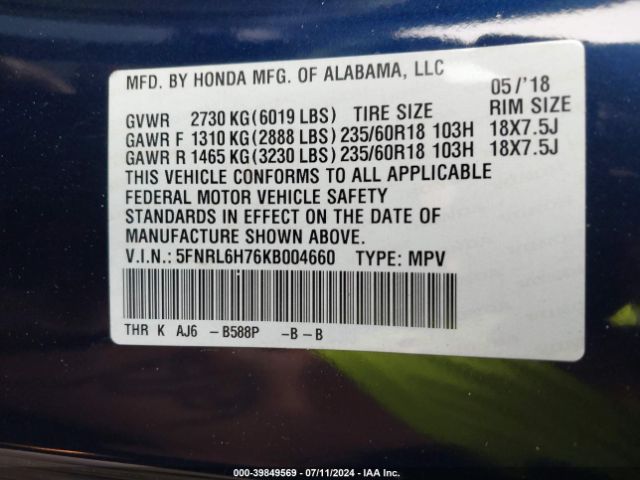 MFD. BY HONDA MFG. OF ALABAMA, LLC 05/'18
GVWR 2730 KG(6019 LBS) TIRE SIZE RIM SIZE
GAWR F 1310 KG(2888 LBS) 235/60R18 103H 18X7.5J
GAWR R 1465 KG(3230 LBS) 235/60R18 103H 18X7.5J
THIS VEHICLE CONFORMS TO ALL APPLICABLE
FEDERAL MOTOR VEHICLE SAFETY
STANDARDS IN EFFECT ON THE DATE OF
MANUFACTURE SHOWN ABOVE.
V.I.N.: 5FNRL6H76KB004660 TYPE: MPV
THR K AJ6 -B588P -B-B
39849569 - 07/11/2024 - IAA Inc.